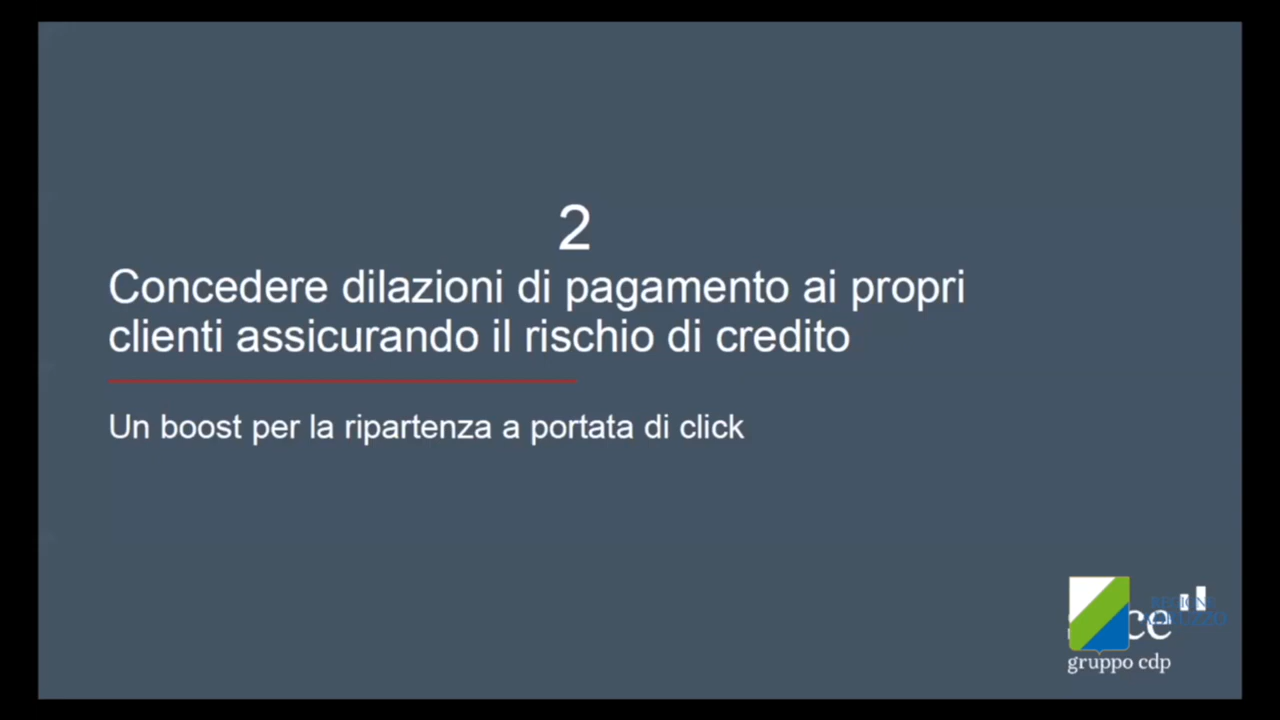 2
Concedere dilazioni di pagamento ai propri
clienti assicurando il rischio di credito
Un boost per la ripartenza a portata di click
gruppo cdp